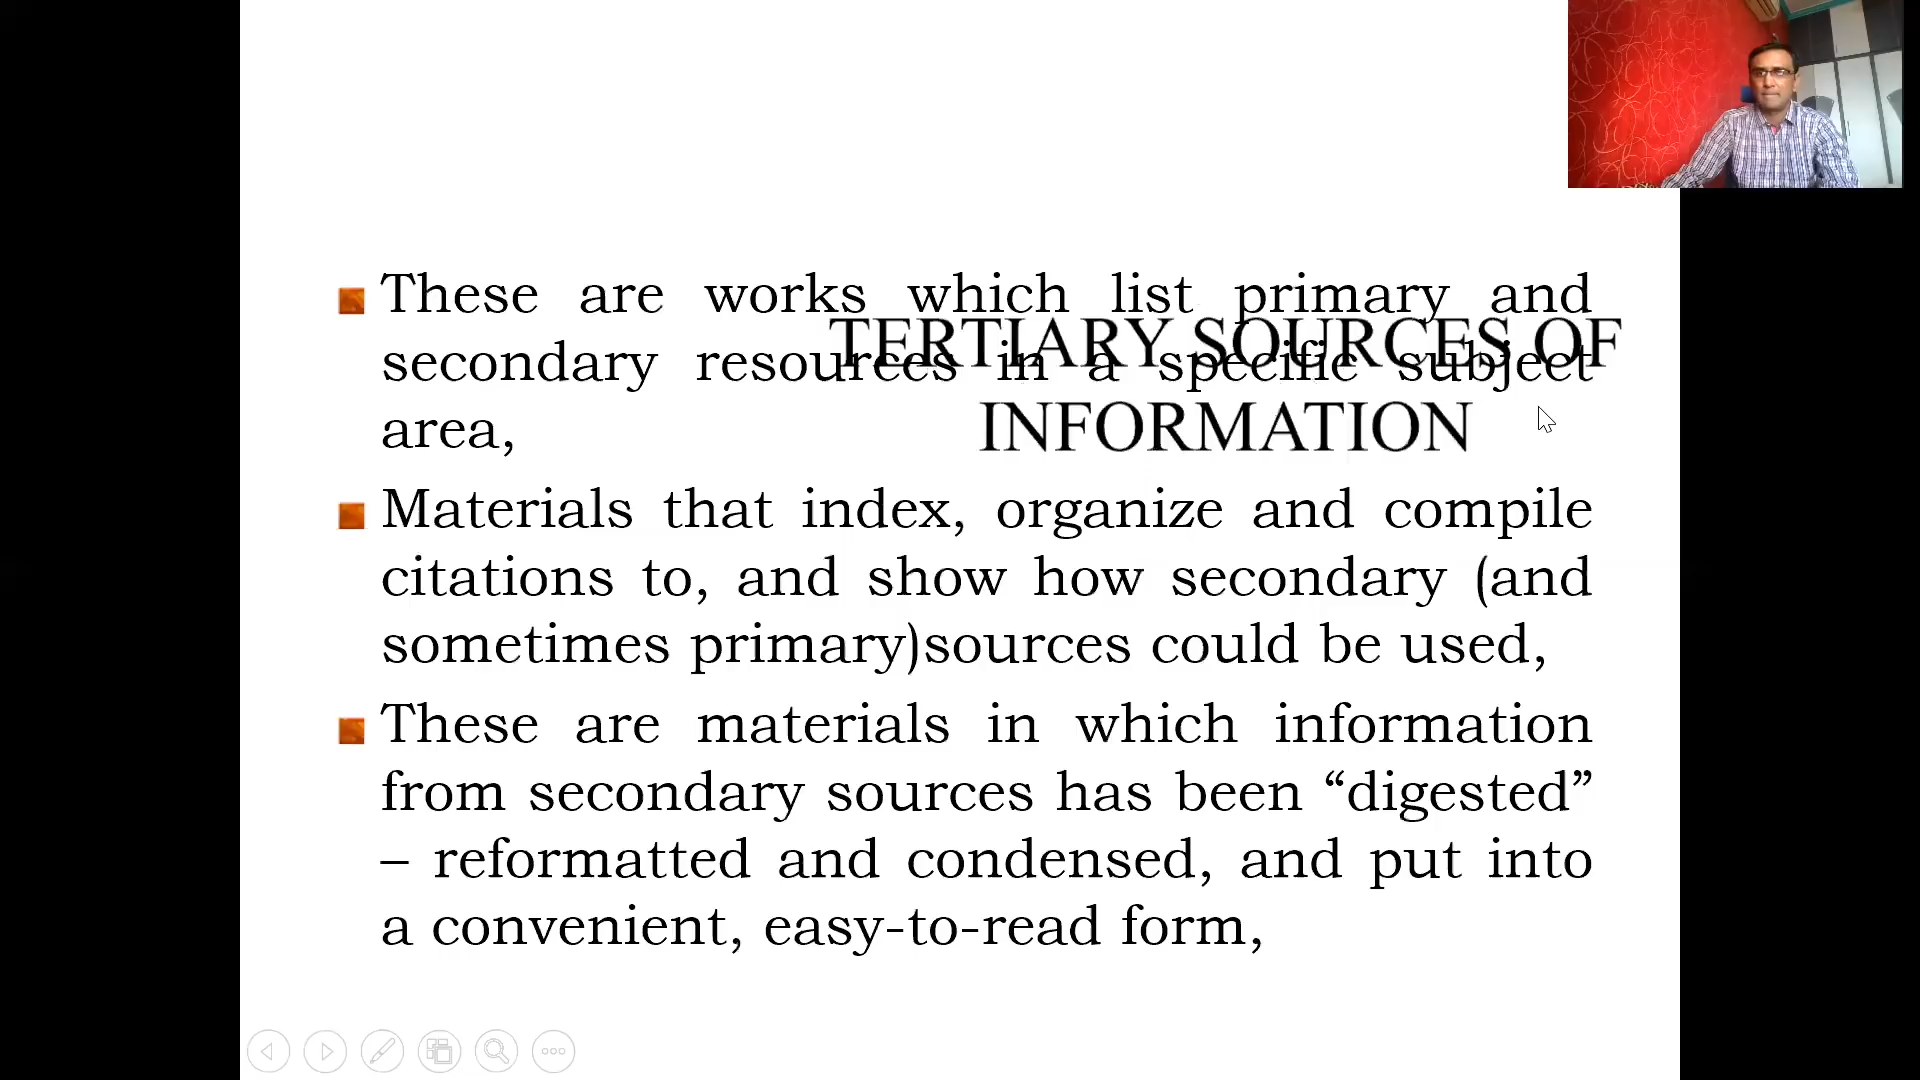 These are works which list primary and
TERTIARY SOURCES OF
secondary resources in a specific subject
area,
INFORMATION
Materials that index, organize and compile
citations to, and show how secondary (and
sometimes primary)sources could be used,
These are materials in which information
from secondary sources has been “digested”
– reformatted and condensed, and put into
a convenient, easy-to-read form,